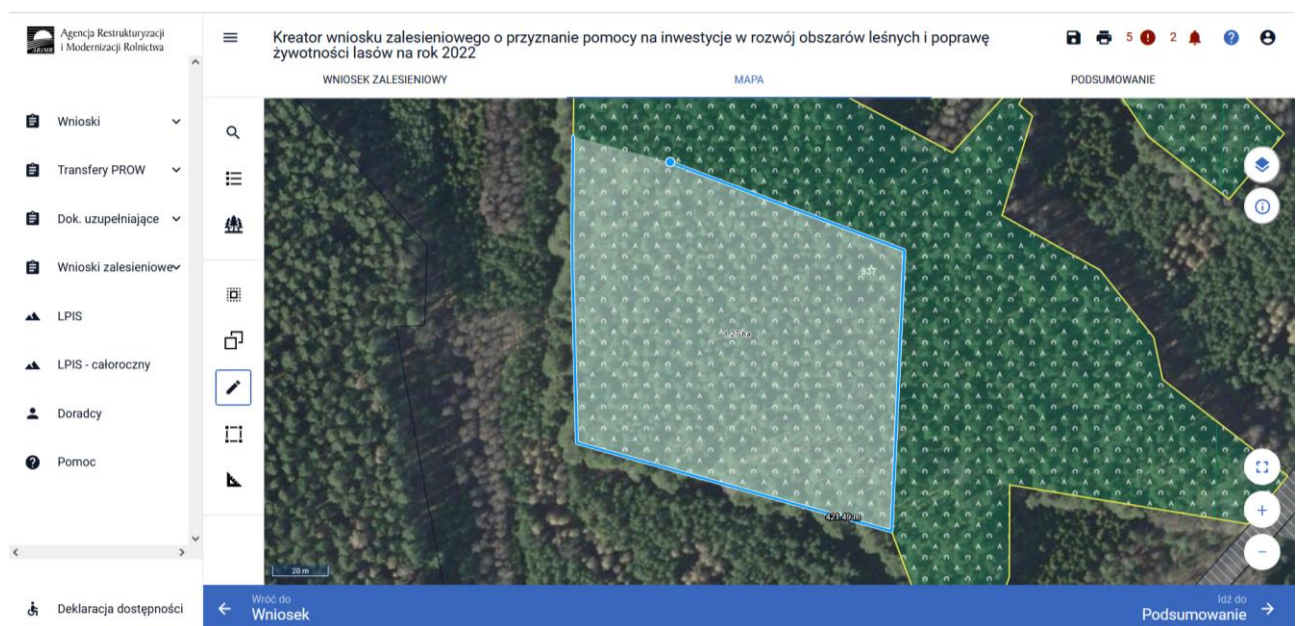 Agencja Restrukturyzacji
i Modernizacji Rolnictwa
ARiMR
Kreator wniosku zalesieniowego o przyznanie pomocy na inwestycje w rozwój obszarów leśnych i poprawę
żywotności lasów na rok 2022
5
2
WNIOSEK ZALESIENIOWY
MAPA
PODSUMOWANIE
Wnioski
Transfery PROW
Dok. uzupełniające
Wnioski zalesieniowe
LPIS
LPIS - całoroczny
Doradcy
Pomoc
Deklaracja dostępności
937
20 m
Wróć do
Wniosek
Idź do
Podsumowanie